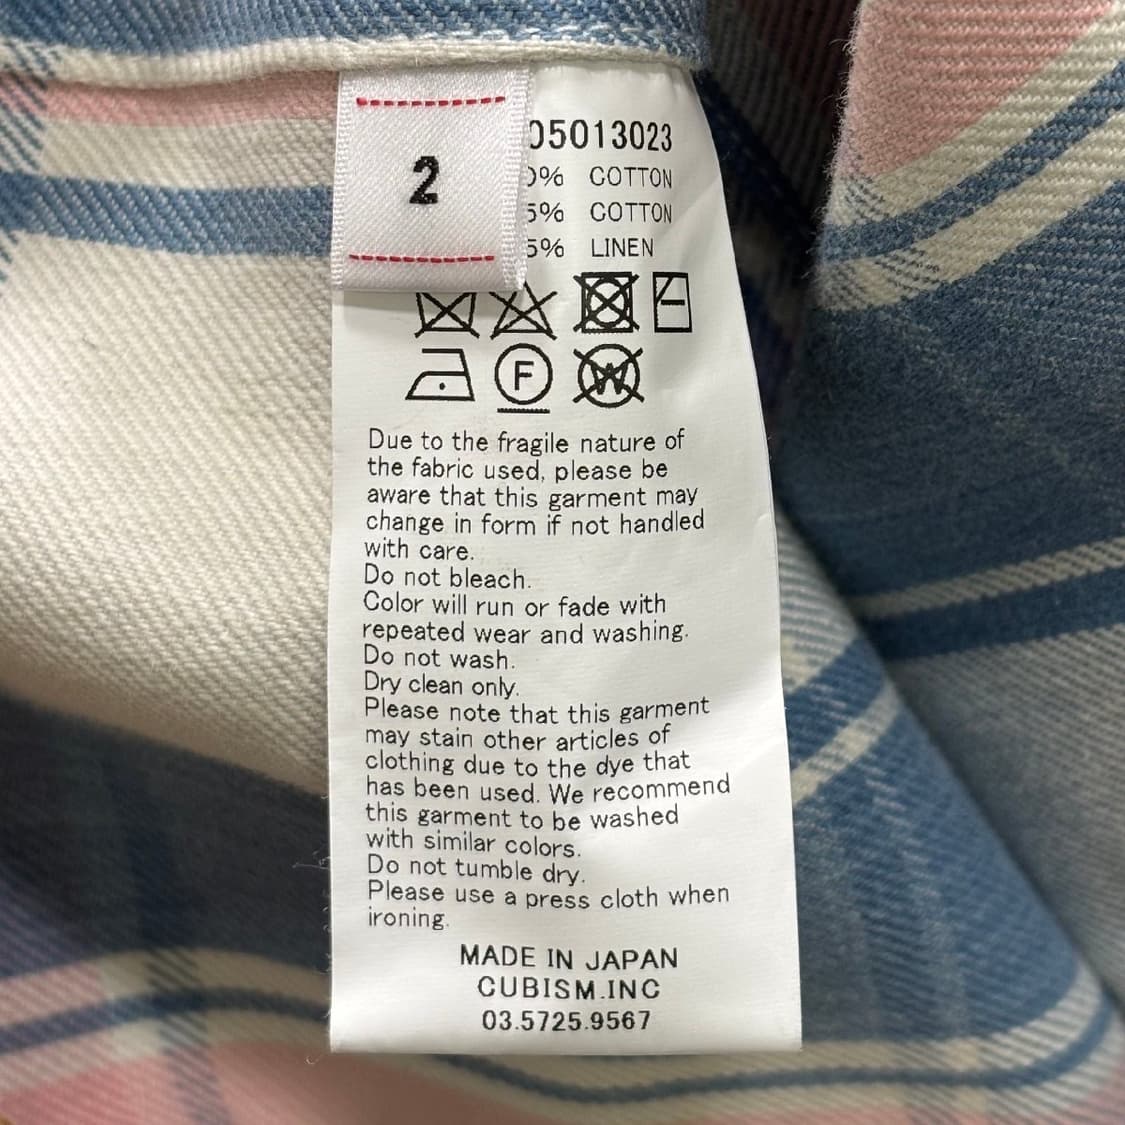 2
05013023
0% COTTON
5% COTTON
5% LINEN
F
W
Due to the fragile nature of
the fabric used, please be
aware that this garment may
change in form if not handled
with care.
Do not bleach.
Color will run or fade with
repeated wear and washing.
Do not wash.
Dry clean only.
Please note that this garment
may stain other articles of
clothing due to the dye that
has been used. We recommend
this garment to be washed
with similar colors.
Do not tumble dry.
Please use a press cloth when
ironing.
MADE IN JAPAN
CUBISM.INC
03.5725.9567